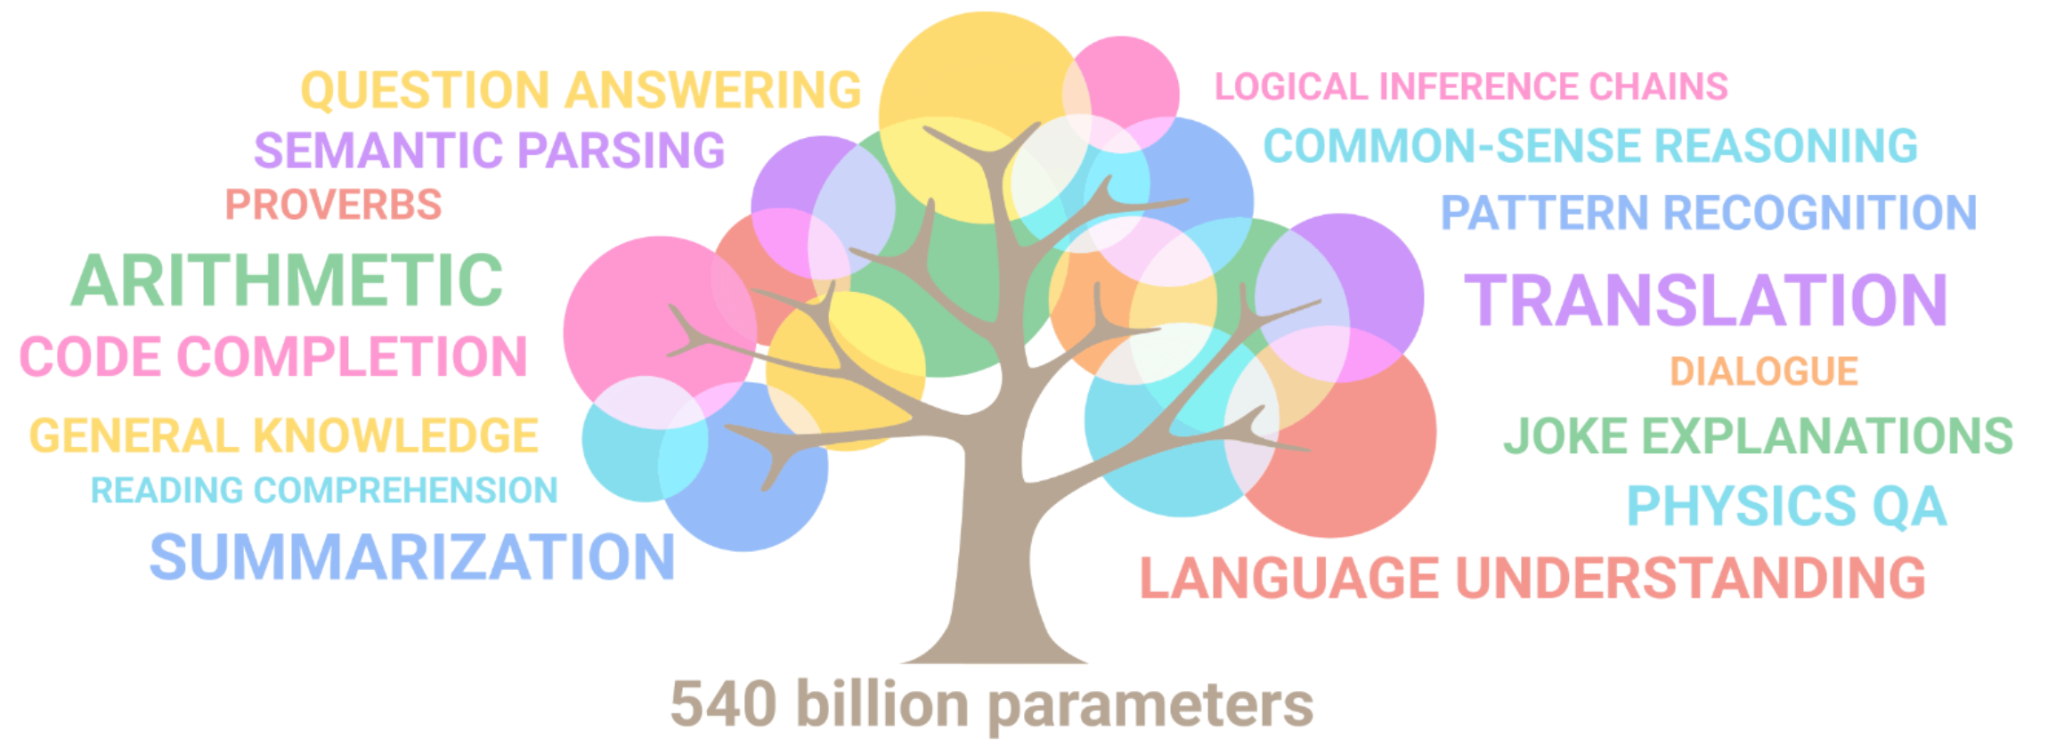 QUESTION ANSWERING
SEMANTIC PARSING
PROVERBS
ARITHMETIC
CODE COMPLETION
GENERAL KNOWLEDGE
READING COMPREHENSION
SUMMARIZATION
LOGICAL INFERENCE CHAINS
COMMON-SENSE REASONING
PATTERN RECOGNITION
TRANSLATION
DIALOGUE
JOKE EXPLANATIONS
PHYSICS QA
LANGUAGE UNDERSTANDING
540 billion parameters